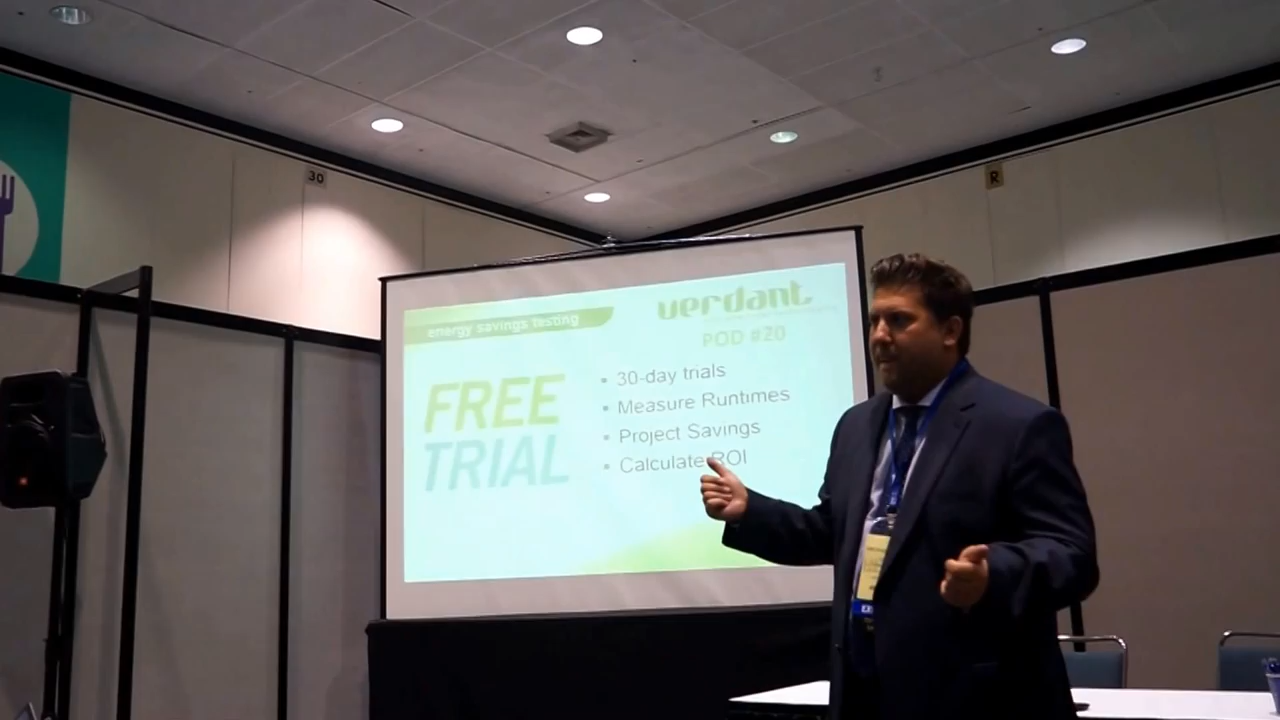 30
R
energy savings testing
verdant
POD #20
FREE
TRIAL
• 30-day trials
• Measure Runtimes
• Project Savings
• Calculate ROI